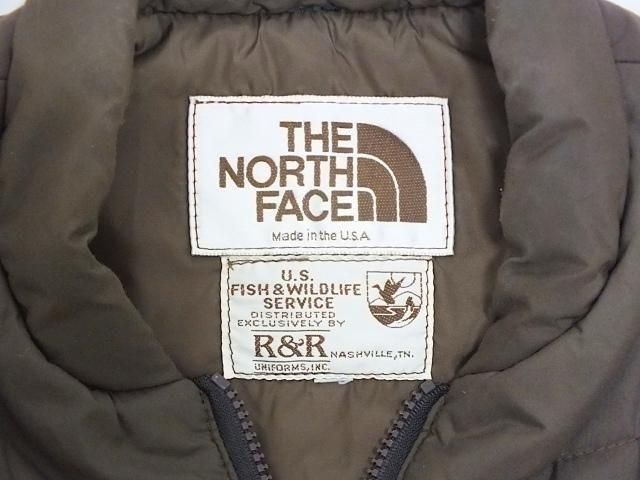 THE
NORTH
FACE
Made in the U.S.A.
U.S.
FISH & WILDLIFE
SERVICE
DISTRIBUTED
EXCLUSIVELY BY
R&R NASHVILLE, TN.
UNIFORMS, INC.